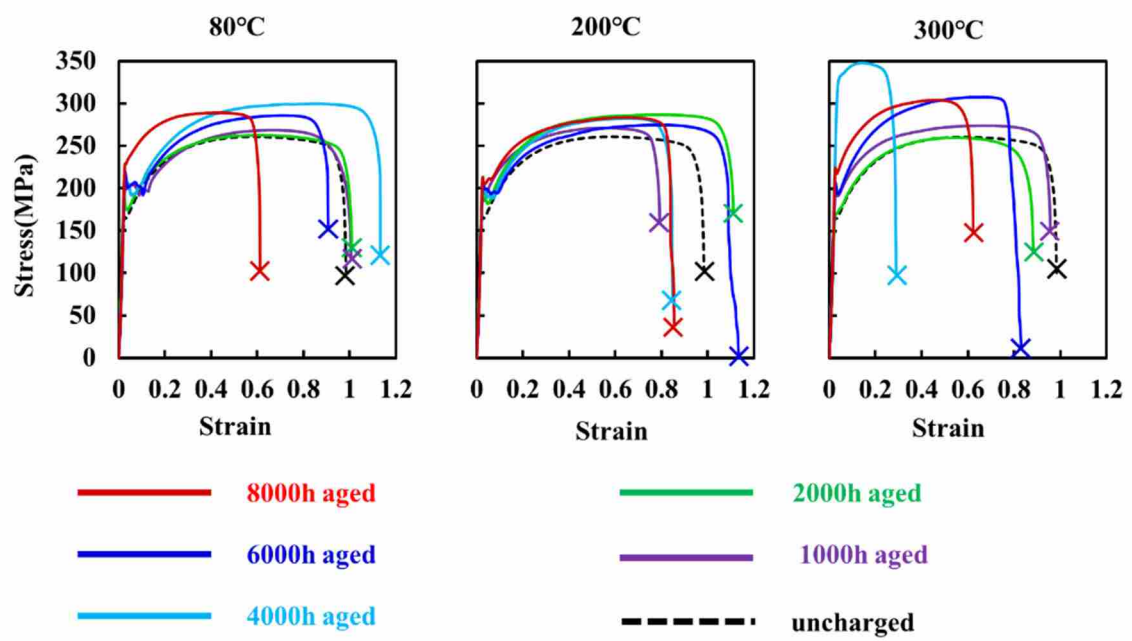 80℃
200℃
300℃
Stress(MPa)
350
300
250
200
150
100
50
0
0 0.2 0.4 0.6 0.8 1 1.2
0 0.2 0.4 0.6 0.8 1 1.2
0 0.2 0.4 0.6 0.8 1 1.2
Strain
Strain
Strain
8000h aged
2000h aged
6000h aged
1000h aged
4000h aged
uncharged